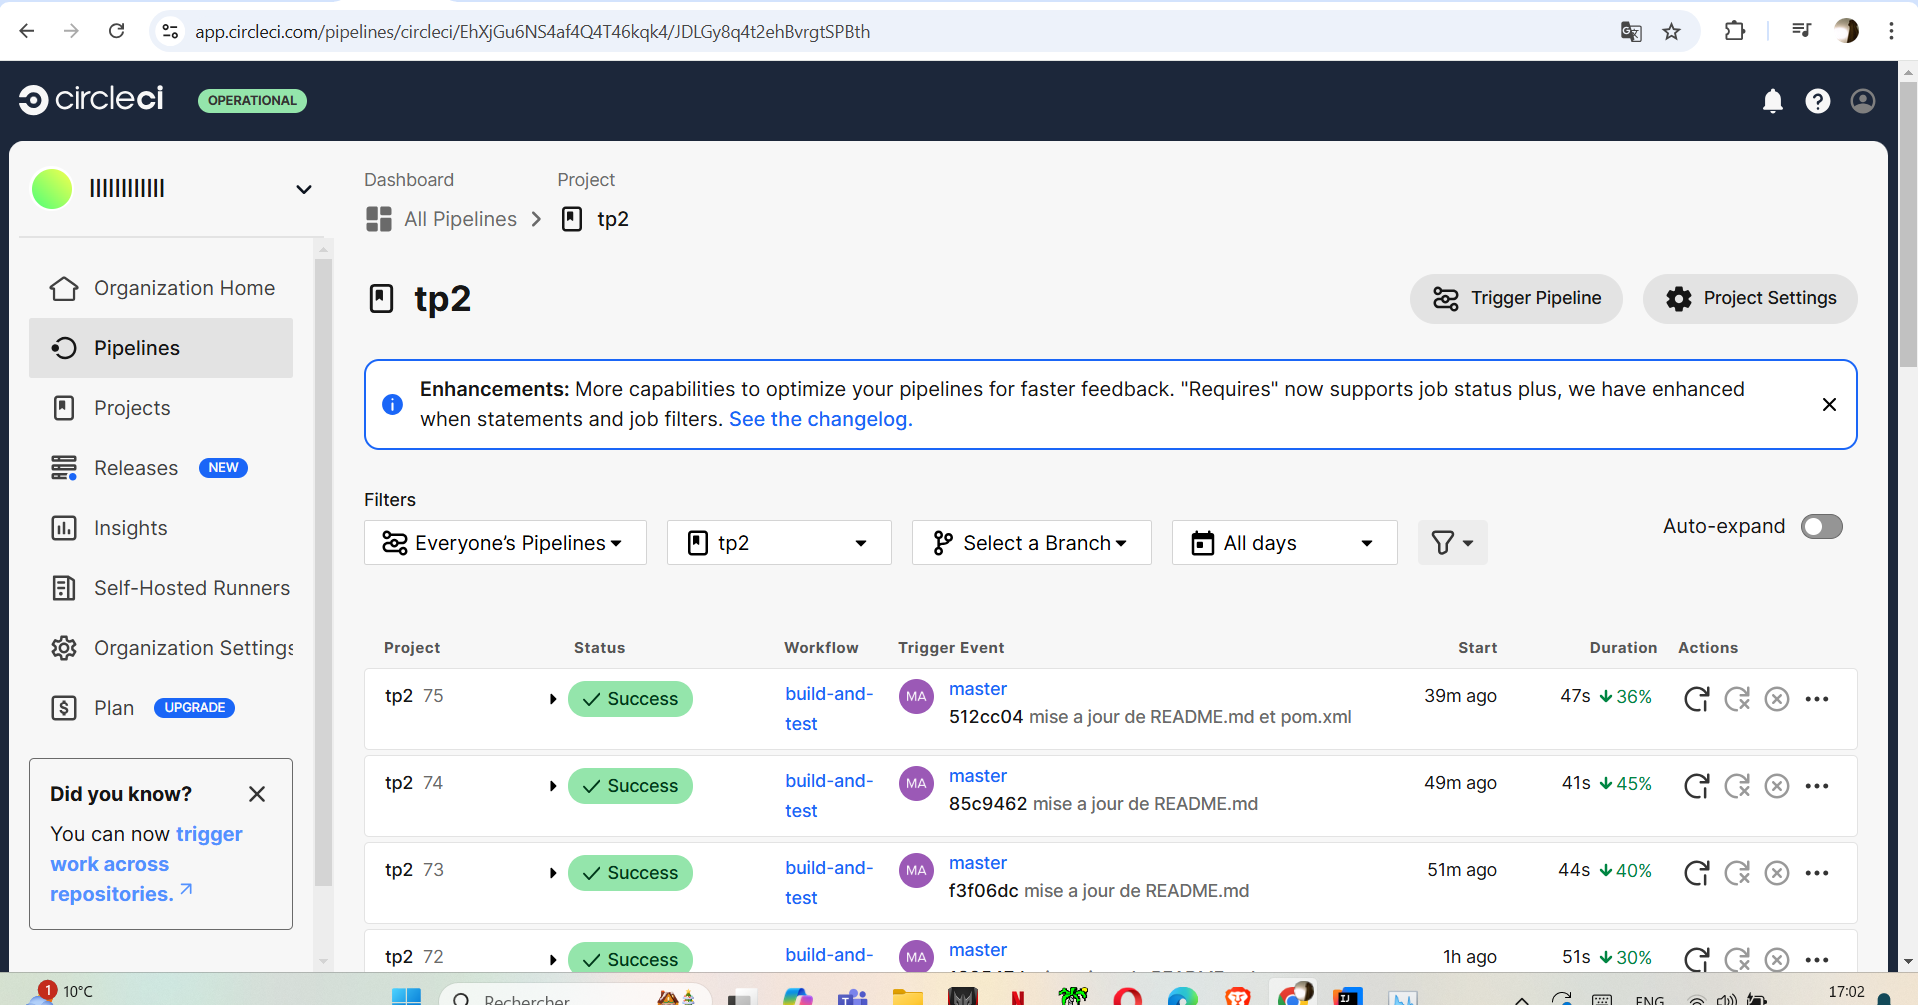 app.circleci.com/pipelines/circleci/EhXjGu6NS4af4Q4T46kqk4/JDLGy8q4t2ehBvrgtSPBth
circleci
OPERATIONAL
llllllllllll
Organization Home
Pipelines
Projects
Releases NEW
Insights
Self-Hosted Runners
Organization Settings
Plan UPGRADE
Did you know?
You can now trigger
work across
repositories.
Dashboard Project
All Pipelines tp2
tp2
Trigger Pipeline
Project Settings
Enhancements: More capabilities to optimize your pipelines for faster feedback. "Requires" now supports job status plus, we have enhanced
when statements and job filters. See the changelog.
Filters
Everyone's Pipelines
tp2
Select a Branch
All days
Auto-expand
Project Status Workflow Trigger Event Start Duration Actions
tp2 75 Success build-and-test MA master 39m ago 47s 36%
512cc04 mise a jour de README.md et pom.xml
tp2 74 Success build-and-test MA master 49m ago 41s 45%
85c9462 mise a jour de README.md
tp2 73 Success build-and-test MA master 51m ago 44s 40%
f3f06dc mise a jour de README.md
tp2 72 Success build-and- MA master 1h ago 51s 30%
1 10°C
Rechercher
ENG
17:02